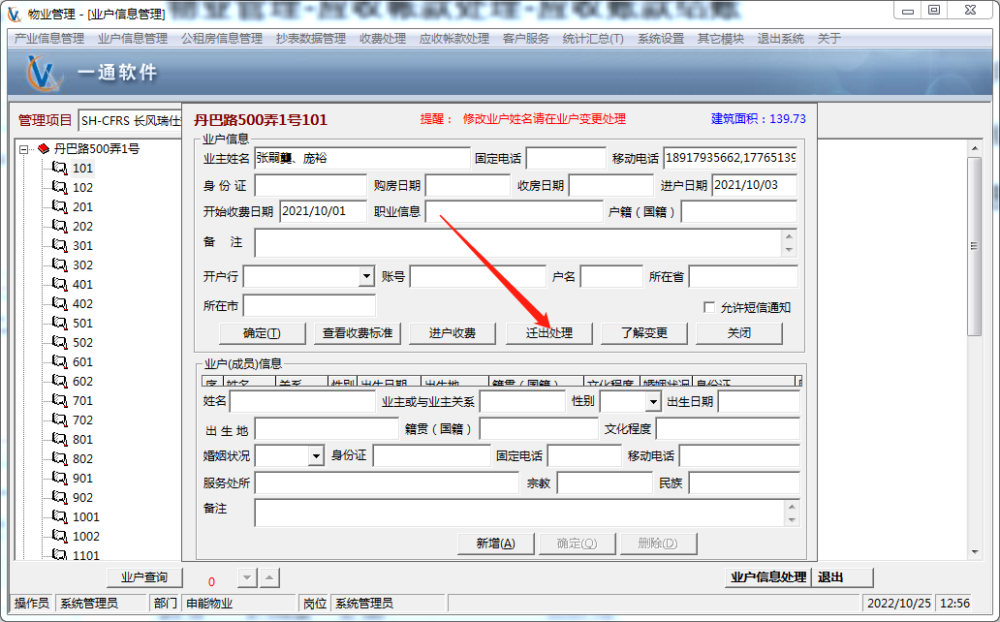 物业管理 - [业户信息管理]
产业信息管理 业户信息管理 公租房信息管理 抄表数据管理 收费处理 应收帐款处理 客户服务 统计汇总(T) 系统设置 其它模块 退出系统 关于
一通软件
管理项目 SH-CFRS 长风瑞仕
丹巴路500弄1号101 提醒： 修改业户姓名请在业户变更处理 建筑面积：139.73
丹巴路500弄1号
101
102
201
202
301
302
401
402
501
502
601
602
701
702
801
802
901
902
1001
1002
1101
业户信息
业主姓名 张嗣龑、庞裕 固定电话 移动电话 18917935662,17765139
身 份 证 购房日期 收房日期 进户日期 2021/10/03
开始收费日期 2021/10/01 职业信息 户籍（国籍）
备 注
开户行 账号 户名 所在省
所在市 允许短信通知
确定(I) 查看收费标准 进户收费 迁出处理 了解变更 关闭
业户(成员)信息
序 姓名 关系 性别 出生日期 出生地 籍贯（国籍） 文化程度 婚姻状况 身份证
姓名 业主或与业主关系 性别 出生日期
出 生 地 籍贯（国籍） 文化程度
婚姻状况 身份证 固定电话 移动电话
服务处所 宗教 民族
备注
新增(A) 确定(O) 删除(D)
业户查询 0 业户信息处理 退出
操作员 系统管理员 部门 申能物业 岗位 系统管理员 2022/10/25 12:56